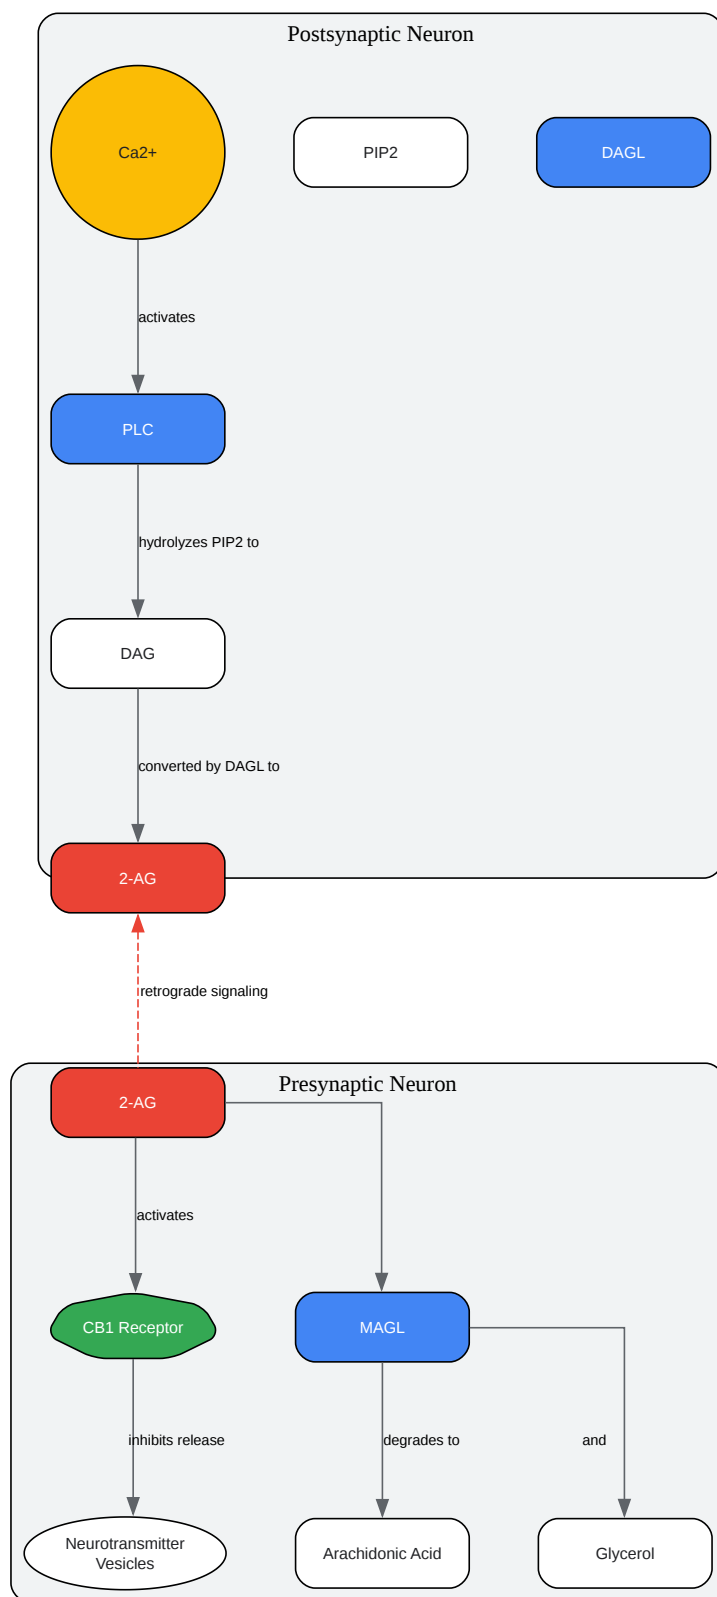 Postsynaptic Neuron
Ca2+
PIP2
DAGL
activates
PLC
hydrolyzes PIP2 to
DAG
converted by DAGL to
2-AG
retrograde signaling
Presynaptic Neuron
2-AG
activates
CB1 Receptor
MAGL
inhibits release
degrades to
and
Neurotransmitter
Vesicles
Arachidonic Acid
Glycerol